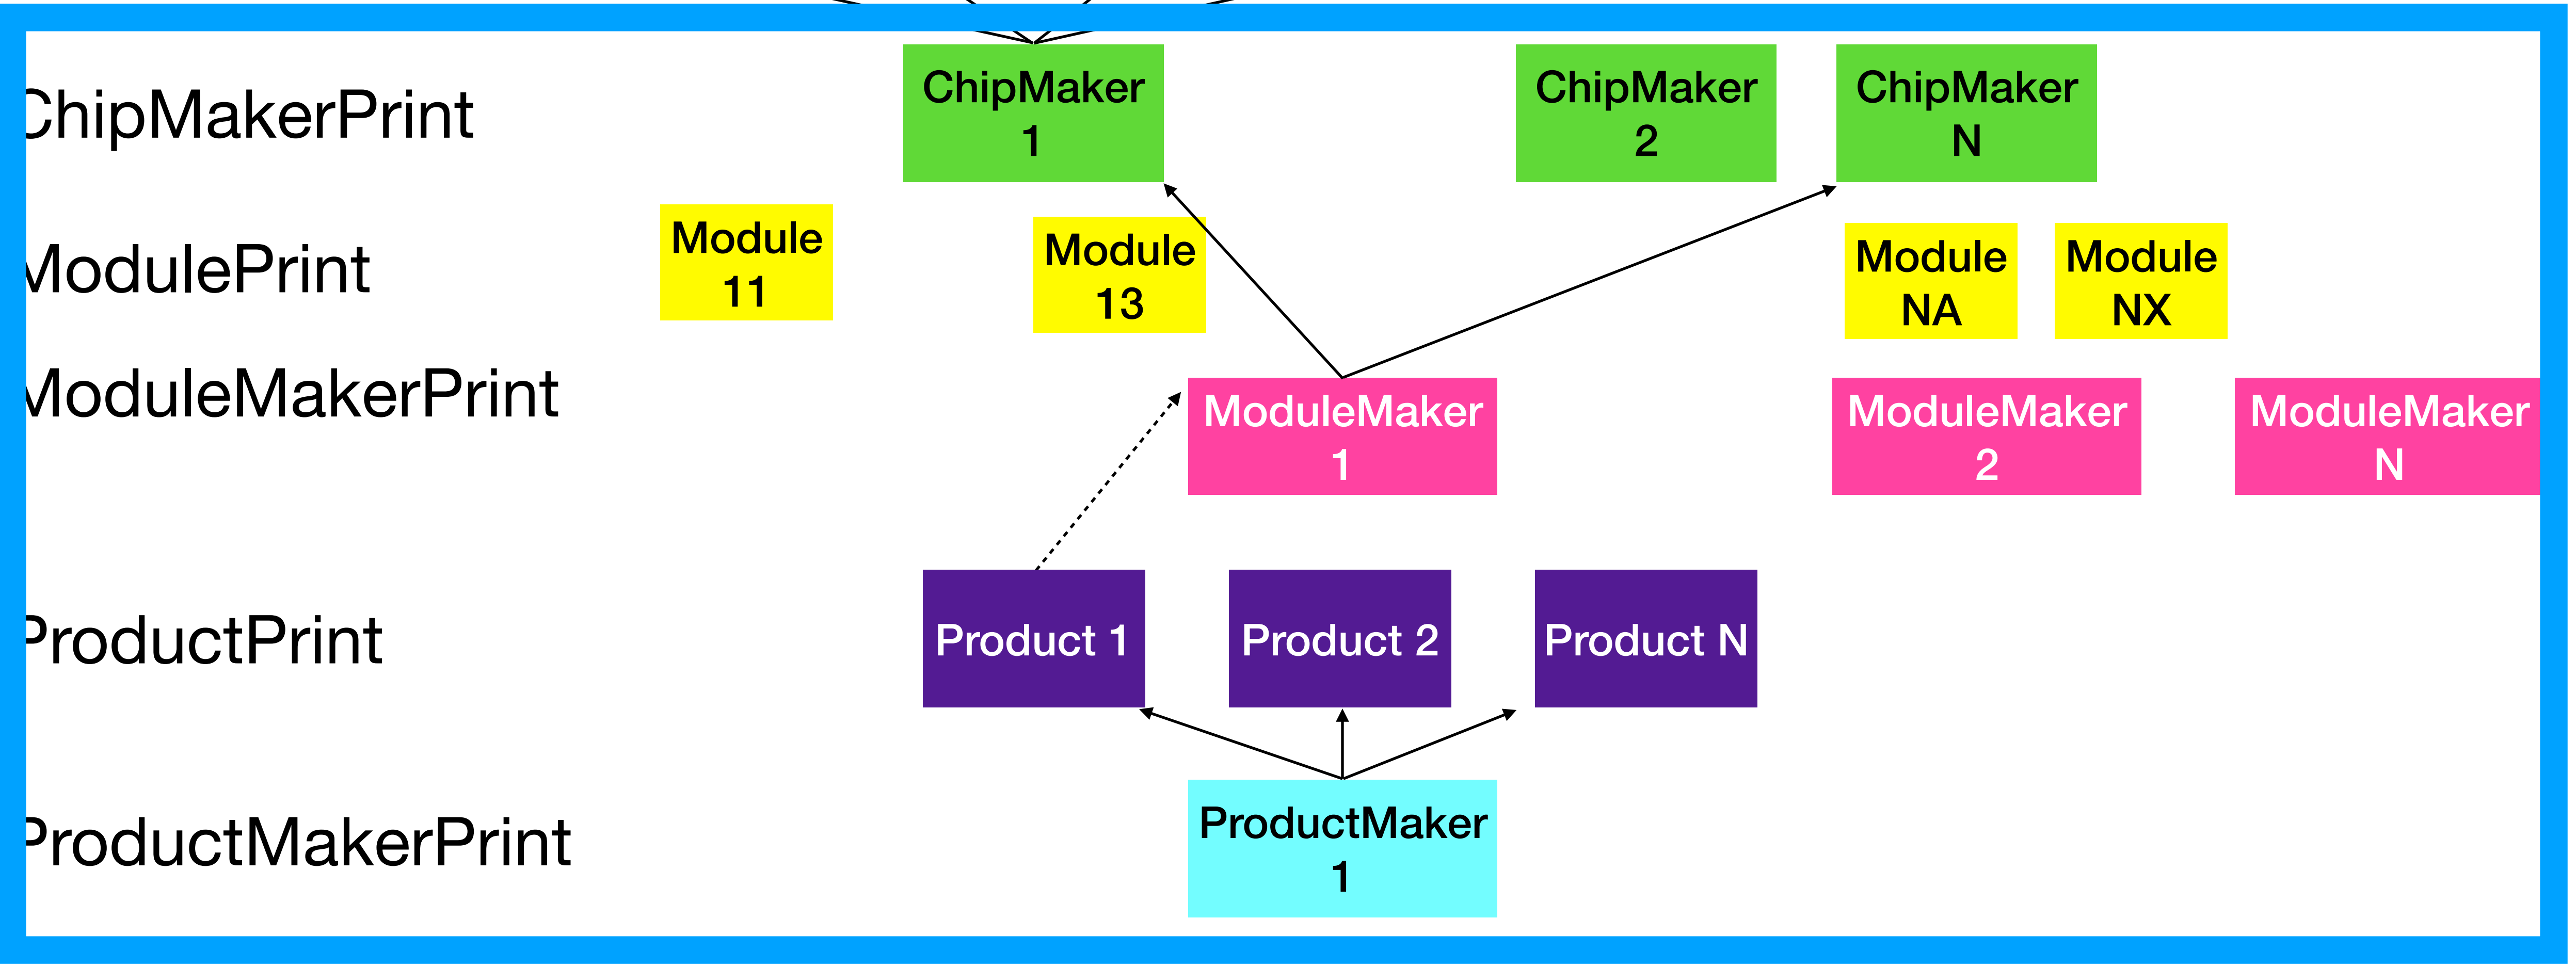 ChipMakerPrint
ChipMaker
1
ChipMaker
2
ChipMaker
N
ModulePrint
Module
11
Module
13
Module
NA
Module
NX
ModuleMakerPrint
ModuleMaker
1
ModuleMaker
2
ModuleMaker
N
ProductPrint
Product 1
Product 2
Product N
ProductMakerPrint
ProductMaker
1